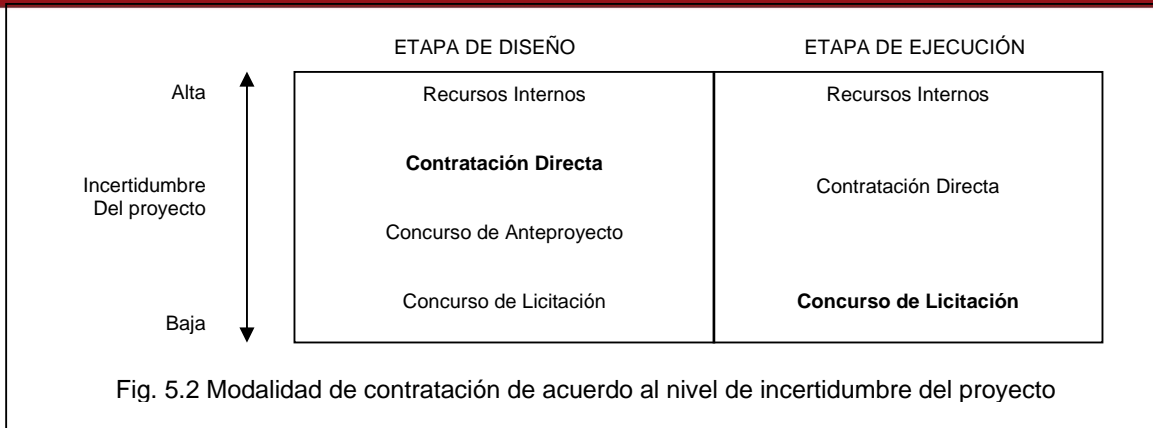 ETAPA DE DISEÑO
ETAPA DE EJECUCIÓN
Alta
Incertidumbre
Del proyecto
Baja
Recursos Internos
Contratación Directa
Concurso de Anteproyecto
Concurso de Licitación
Recursos Internos
Contratación Directa
Concurso de Licitación
Fig. 5.2 Modalidad de contratación de acuerdo al nivel de incertidumbre del proyecto